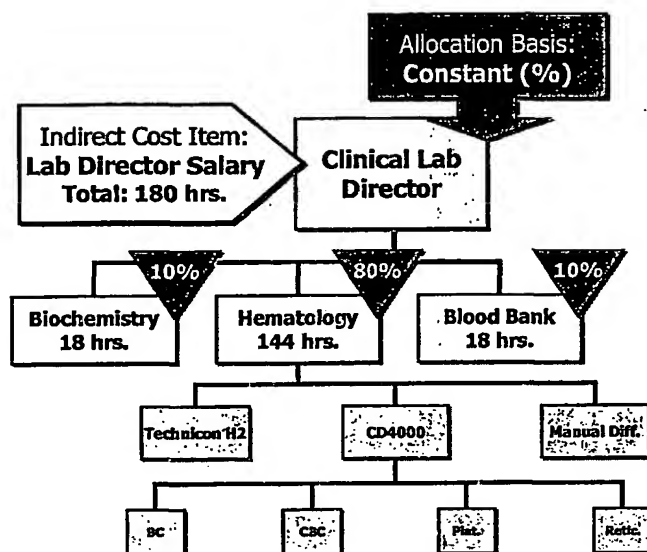 Allocation Basis:
Constant (%)
Indirect Cost Item:
Lab Director Salary
Total: 180 hrs.
Clinical Lab
Director
10%
80%
10%
Biochemistry
18 hrs.
Hematology
144 hrs.
Blood Bank
18 hrs.
Technicon H2
CD4000
Manual Diff.
BC
CBC
Plat.
Retic.